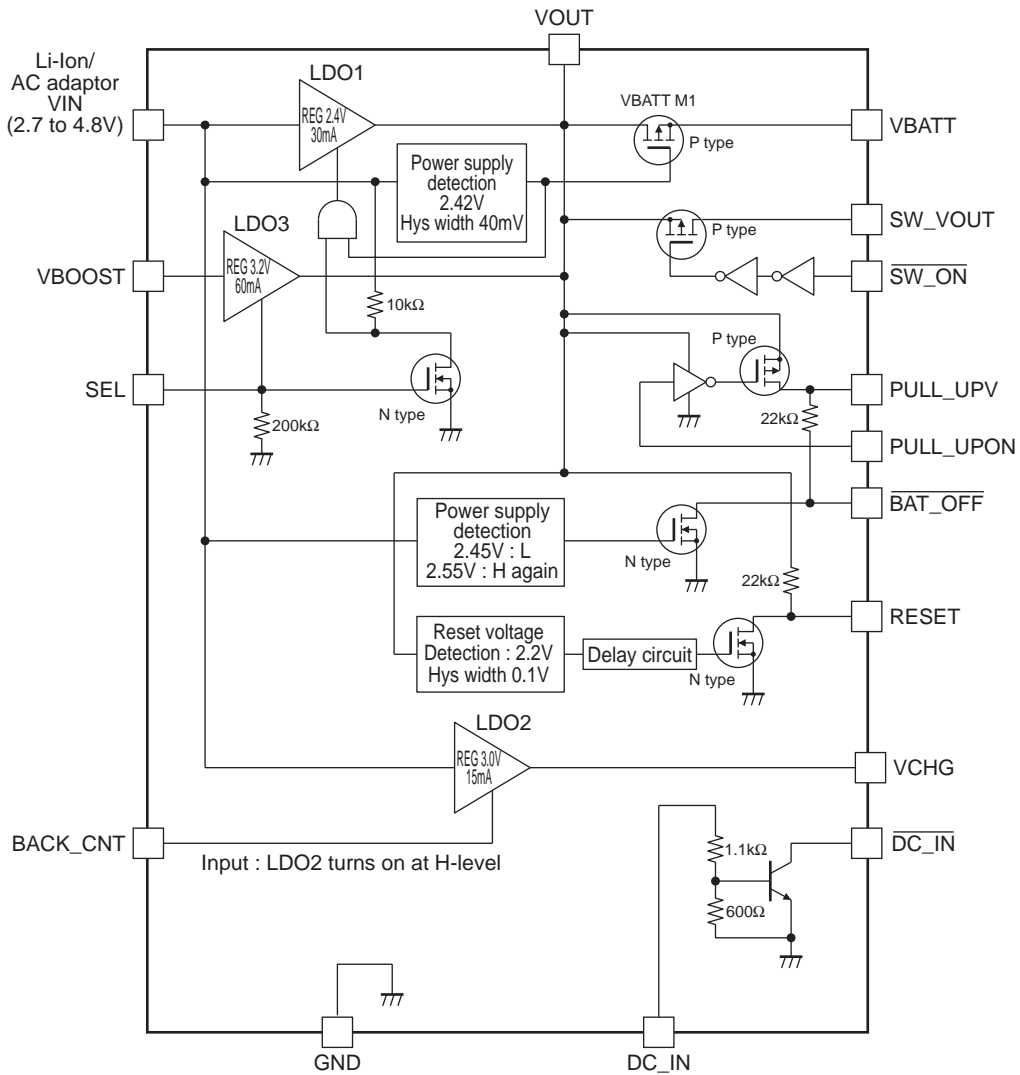 VOUT
Li-Ion/
AC adaptor
VIN
(2.7 to 4.8V)
LDO1
REG 2.4V
30mA
VBATT M1
P type
VBATT
Power supply
detection
2.42V
Hys width 40mV
LDO3
REG 3.2V
60mA
VBOOST
P type
SW_VOUT
SW_ON
10kΩ
P type
SEL
N type
200kΩ
PULL_UPV
22kΩ
PULL_UPON
BAT_OFF
Power supply
detection
2.45V : L
2.55V : H again
N type
22kΩ
RESET
Reset voltage
Detection : 2.2V
Hys width 0.1V
Delay circuit
N type
LDO2
REG 3.0V
15mA
VCHG
BACK_CNT
Input : LDO2 turns on at H-level
DC_IN
1.1kΩ
600Ω
GND
DC_IN